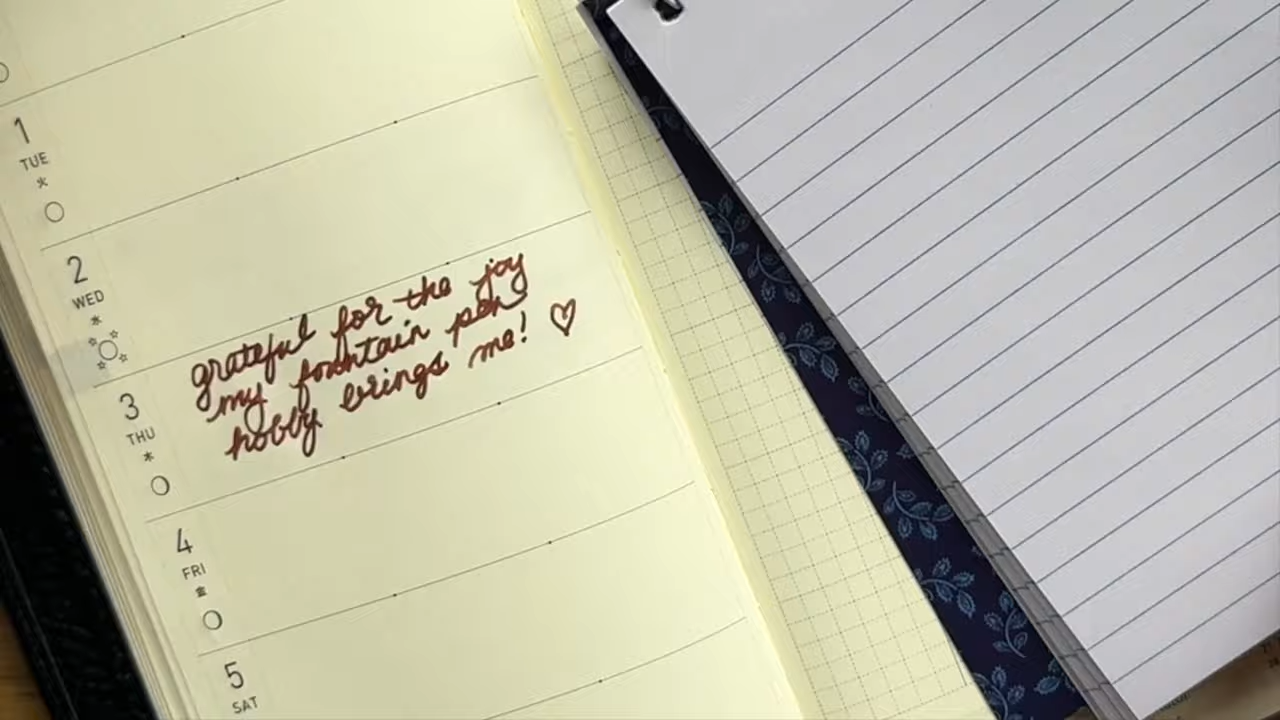 1
TUE
2
WED
grateful for the joy
my fountain pen
hobby brings me!
3
THU
4
FRI
5
SAT